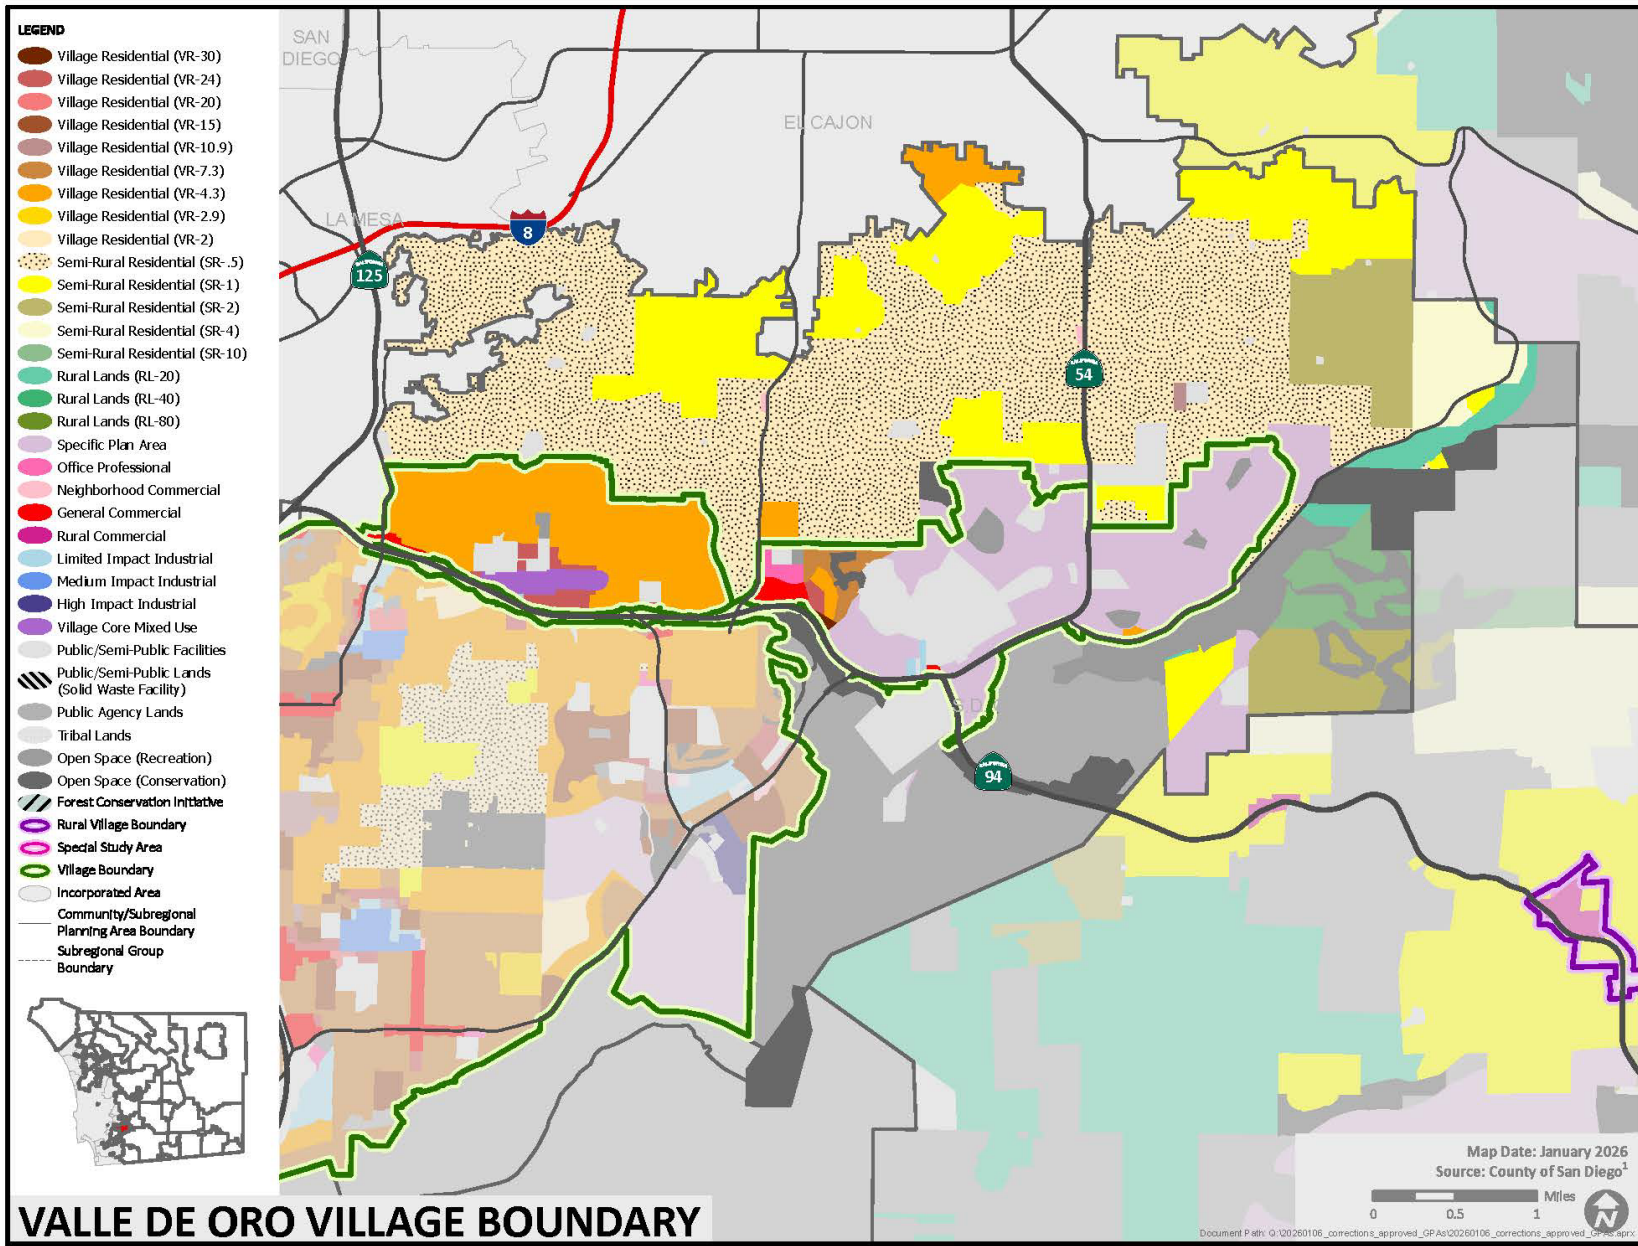 LEGEND
Village Residential (VR-30)
Village Residential (VR-24)
Village Residential (VR-20)
Village Residential (VR-15)
Village Residential (VR-10.9)
Village Residential (VR-7.3)
Village Residential (VR-4.3)
Village Residential (VR-2.9)
Village Residential (VR-2)
Semi-Rural Residential (SR-.5)
Semi-Rural Residential (SR-1)
Semi-Rural Residential (SR-2)
Semi-Rural Residential (SR-4)
Semi-Rural Residential (SR-10)
Rural Lands (RL-20)
Rural Lands (RL-40)
Rural Lands (RL-80)
Specific Plan Area
Office Professional
Neighborhood Commercial
General Commercial
Rural Commercial
Limited Impact Industrial
Medium Impact Industrial
High Impact Industrial
Village Core Mixed Use
Public/Semi-Public Facilities
Public/Semi-Public Lands
(Solid Waste Facility)
Public Agency Lands
Tribal Lands
Open Space (Recreation)
Open Space (Conservation)
Forest Conservation Initiative
Rural Village Boundary
Special Study Area
Village Boundary
Incorporated Area
Community/Subregional
Planning Area Boundary
Subregional Group
Boundary
SAN
DIEGO
EL CAJON
LA MESA
8
CALIFORNIA
125
CALIFORNIA
54
CALIFORNIA
94
Map Date: January 2026
Source: County of San Diego1
Miles
0 0.5 1
N
Document Path: Q:\20260106_corrections_approved_GPAs\20260106_corrections_approved_GPAs.aprx
VALLE DE ORO VILLAGE BOUNDARY